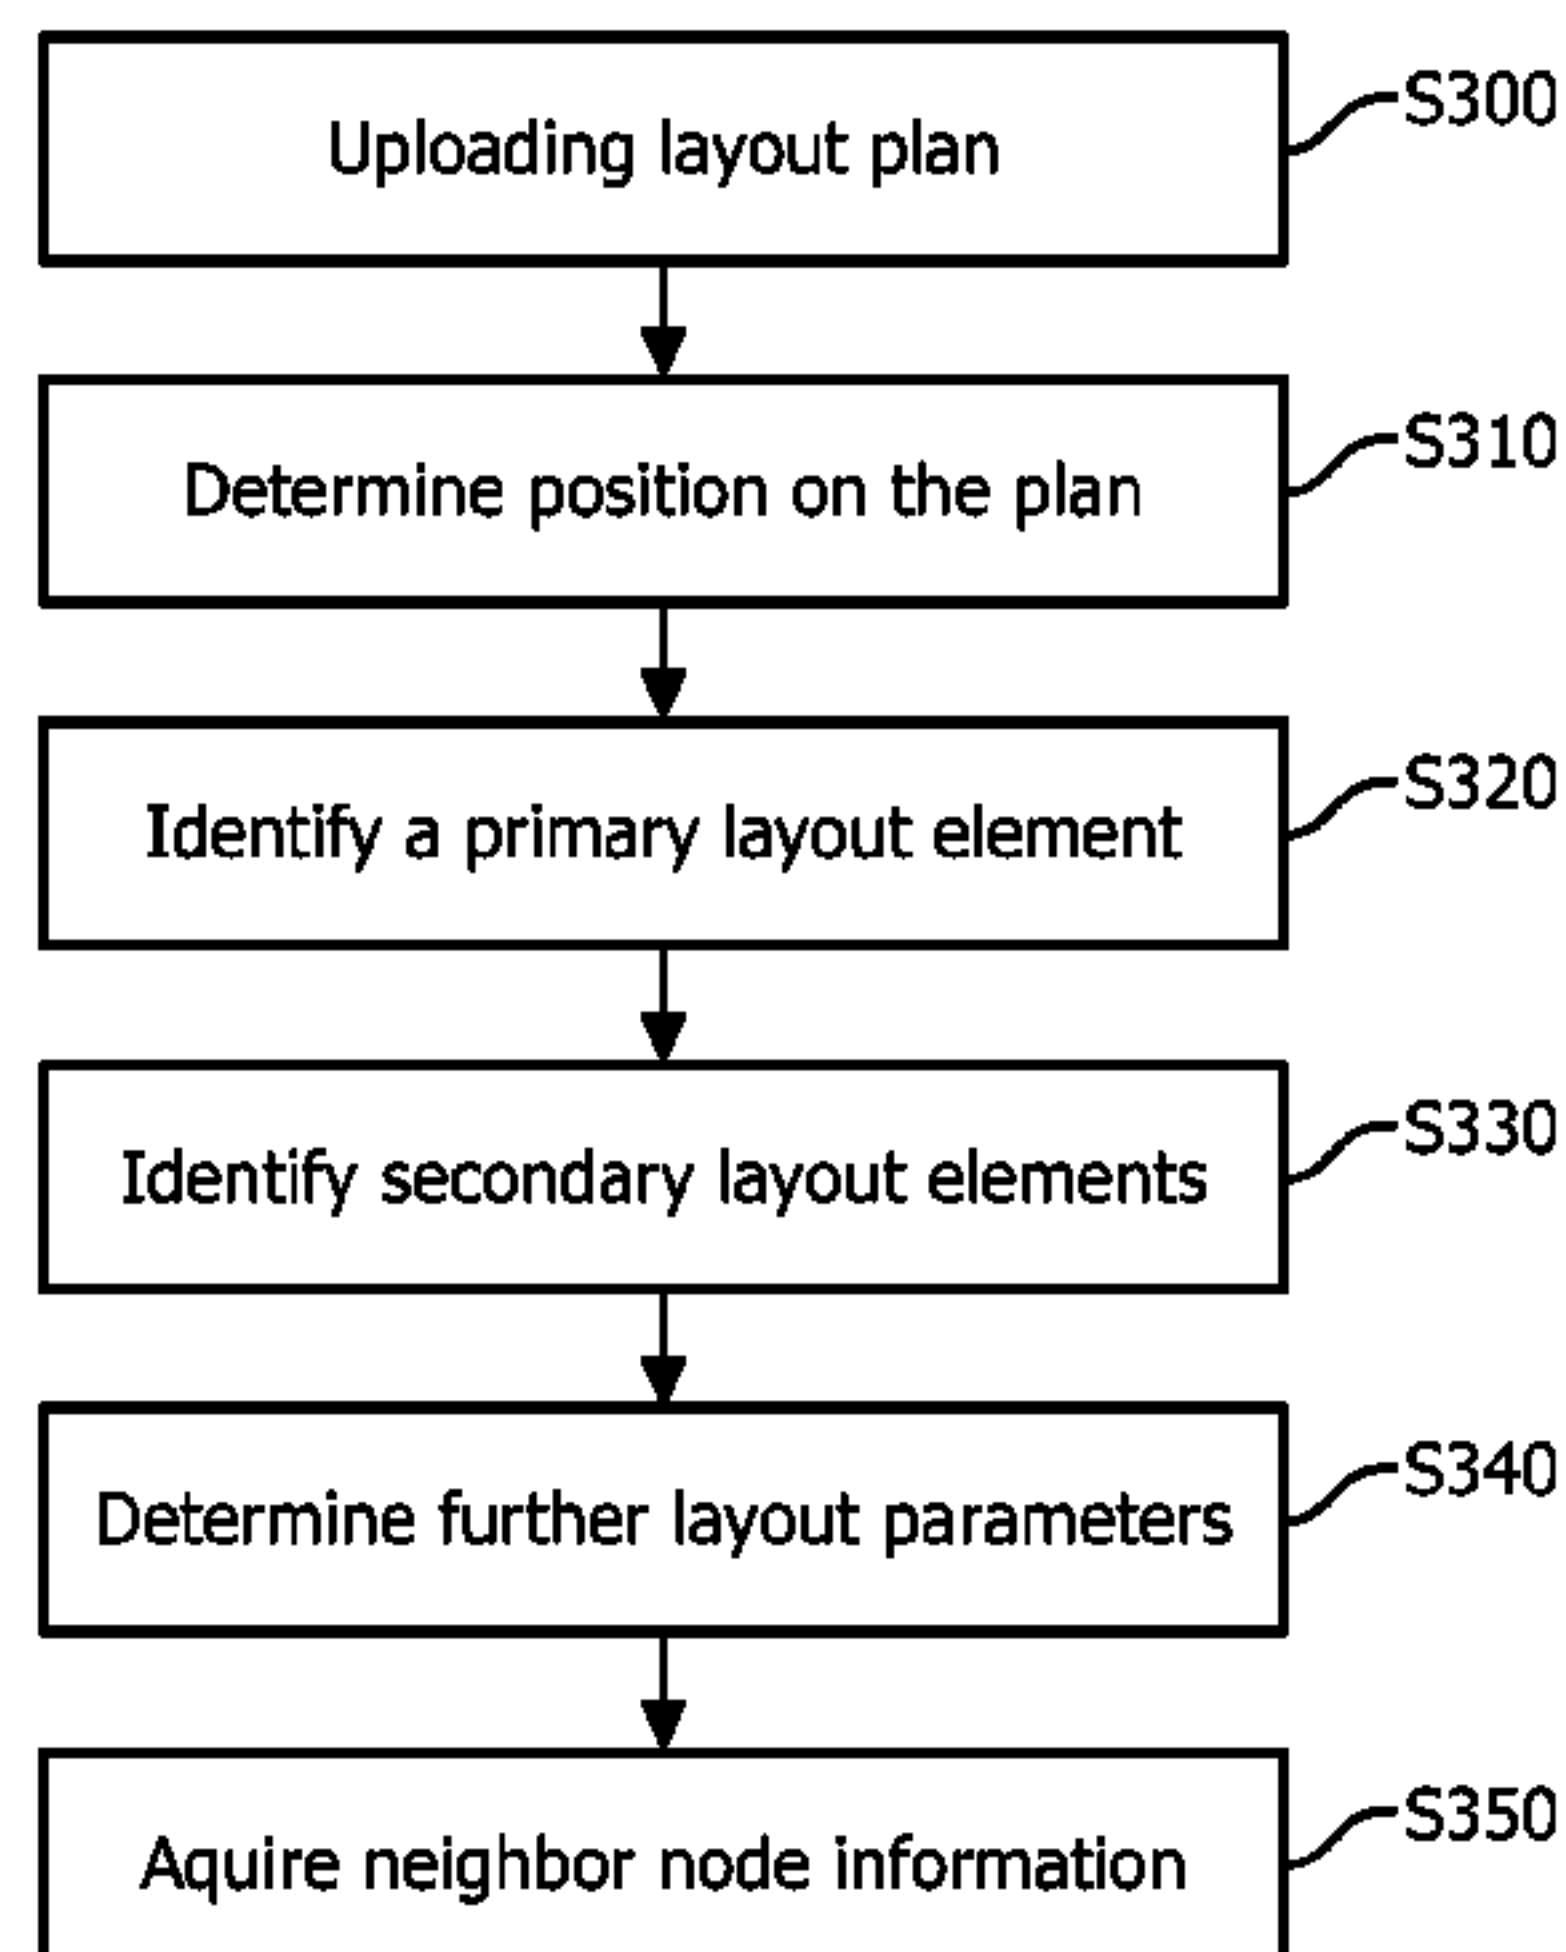 Uploading layout plan
S300
Determine position on the plan
S310
Identify a primary layout element
S320
Identify secondary layout elements
S330
Determine further layout parameters
S340
Aquire neighbor node information
S350